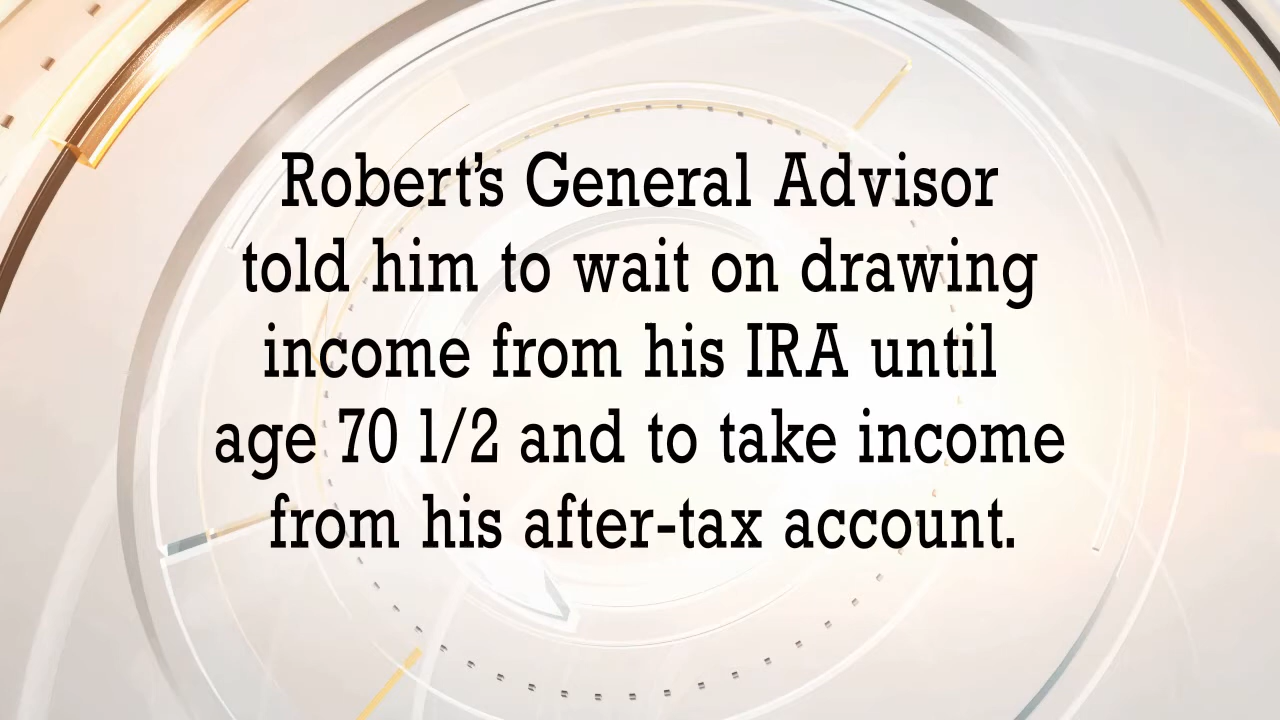 Robert's General Advisor
told him to wait on drawing
income from his IRA until
age 70 1/2 and to take income
from his after-tax account.